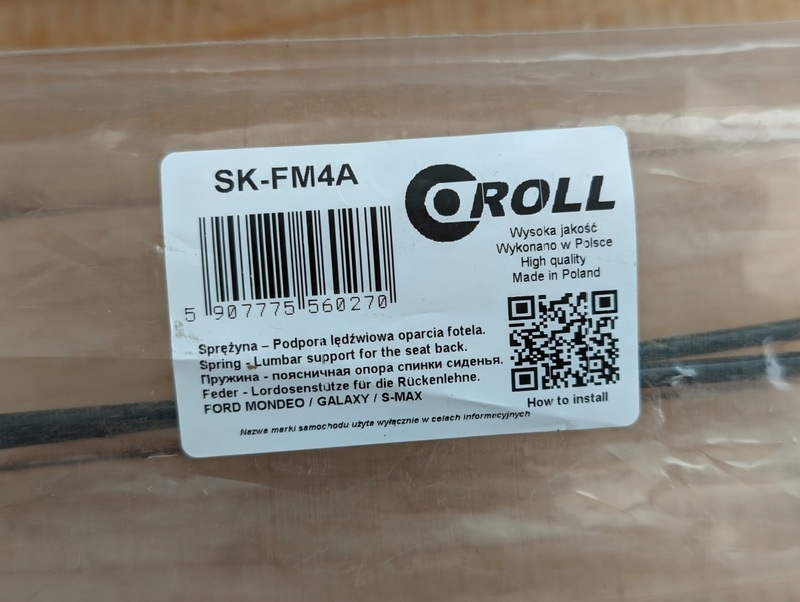 SK-FM4A
ROLL
Wysoka jakość
Wykonano w Polsce
High quality
Made in Poland
5 907775 560270
Sprężyna – Podpora lędźwiowa oparcia fotela.
Spring - Lumbar support for the seat back.
Пружина - поясничная опора спинки сиденья.
Feder - Lordosenstütze für die Rückenlehne.
FORD MONDEO / GALAXY / S-MAX
How to install
Nazwa marki samochodu użyta wyłącznie w celach informacyjnych